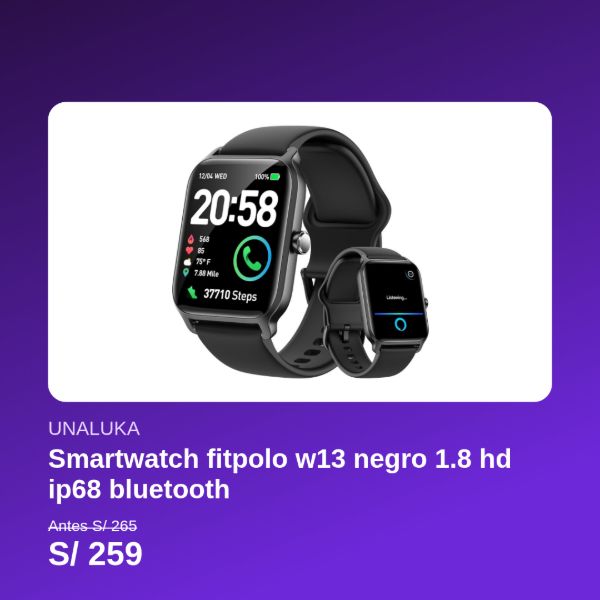 12/04 WED 100%
20:58
568
85
75° F
7.88 Mile
37710 Steps
Listening...
UNALUKA
Smartwatch fitpolo w13 negro 1.8 hd
ip68 bluetooth
Antes S/ 265
S/ 259